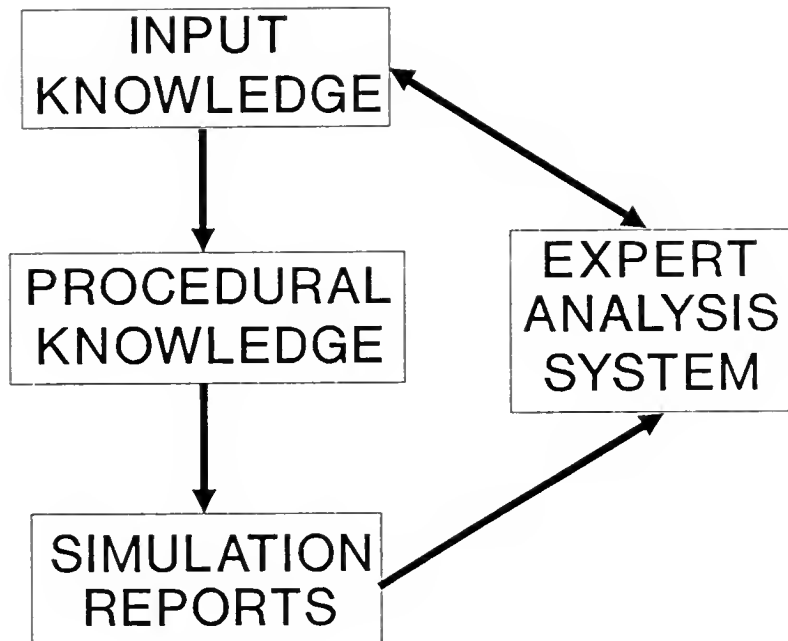 INPUT
KNOWLEDGE
PROCEDURAL
KNOWLEDGE
SIMULATION
REPORTS
EXPERT
ANALYSIS
SYSTEM